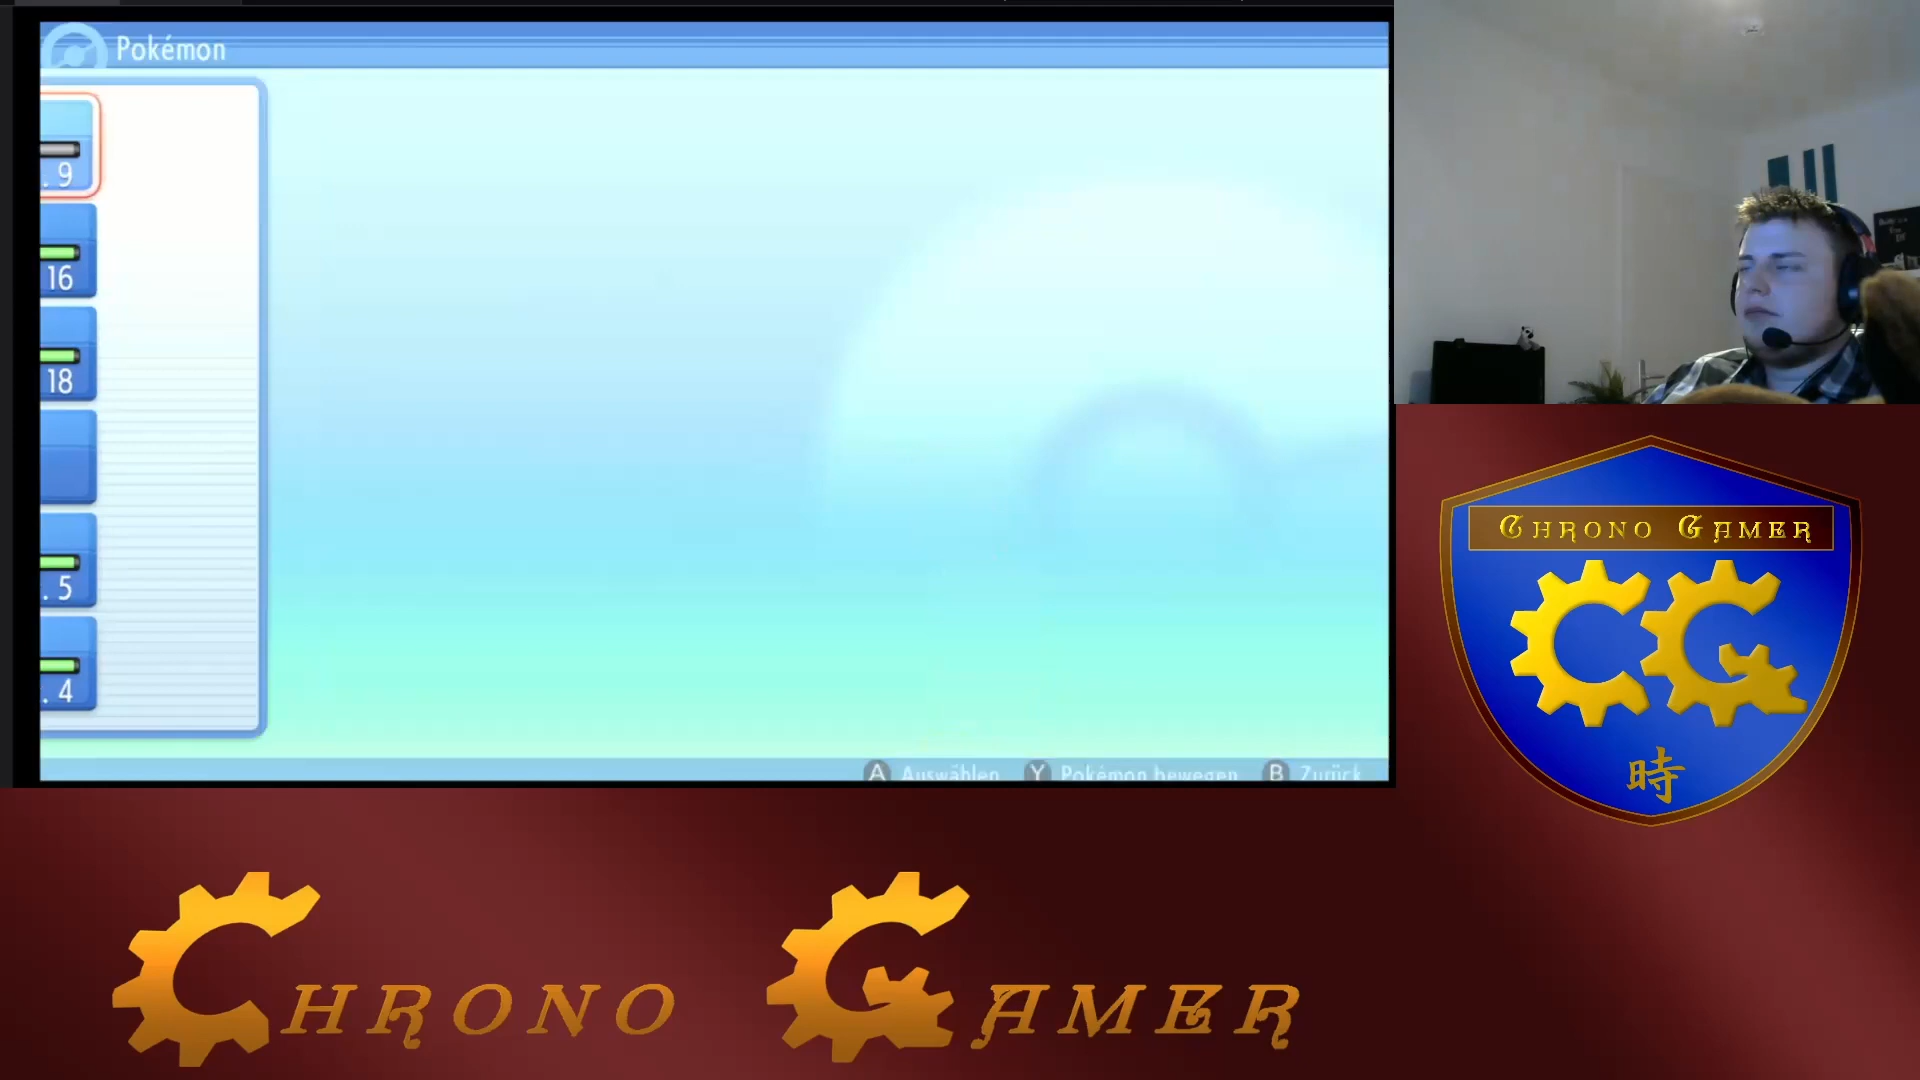 Pokémon
. 9
16
18
. 5
. 4
A Auswählen Y Pokémon bewegen B Zurück
CHRONO GAMER
CG
時
CHRONO GAMER